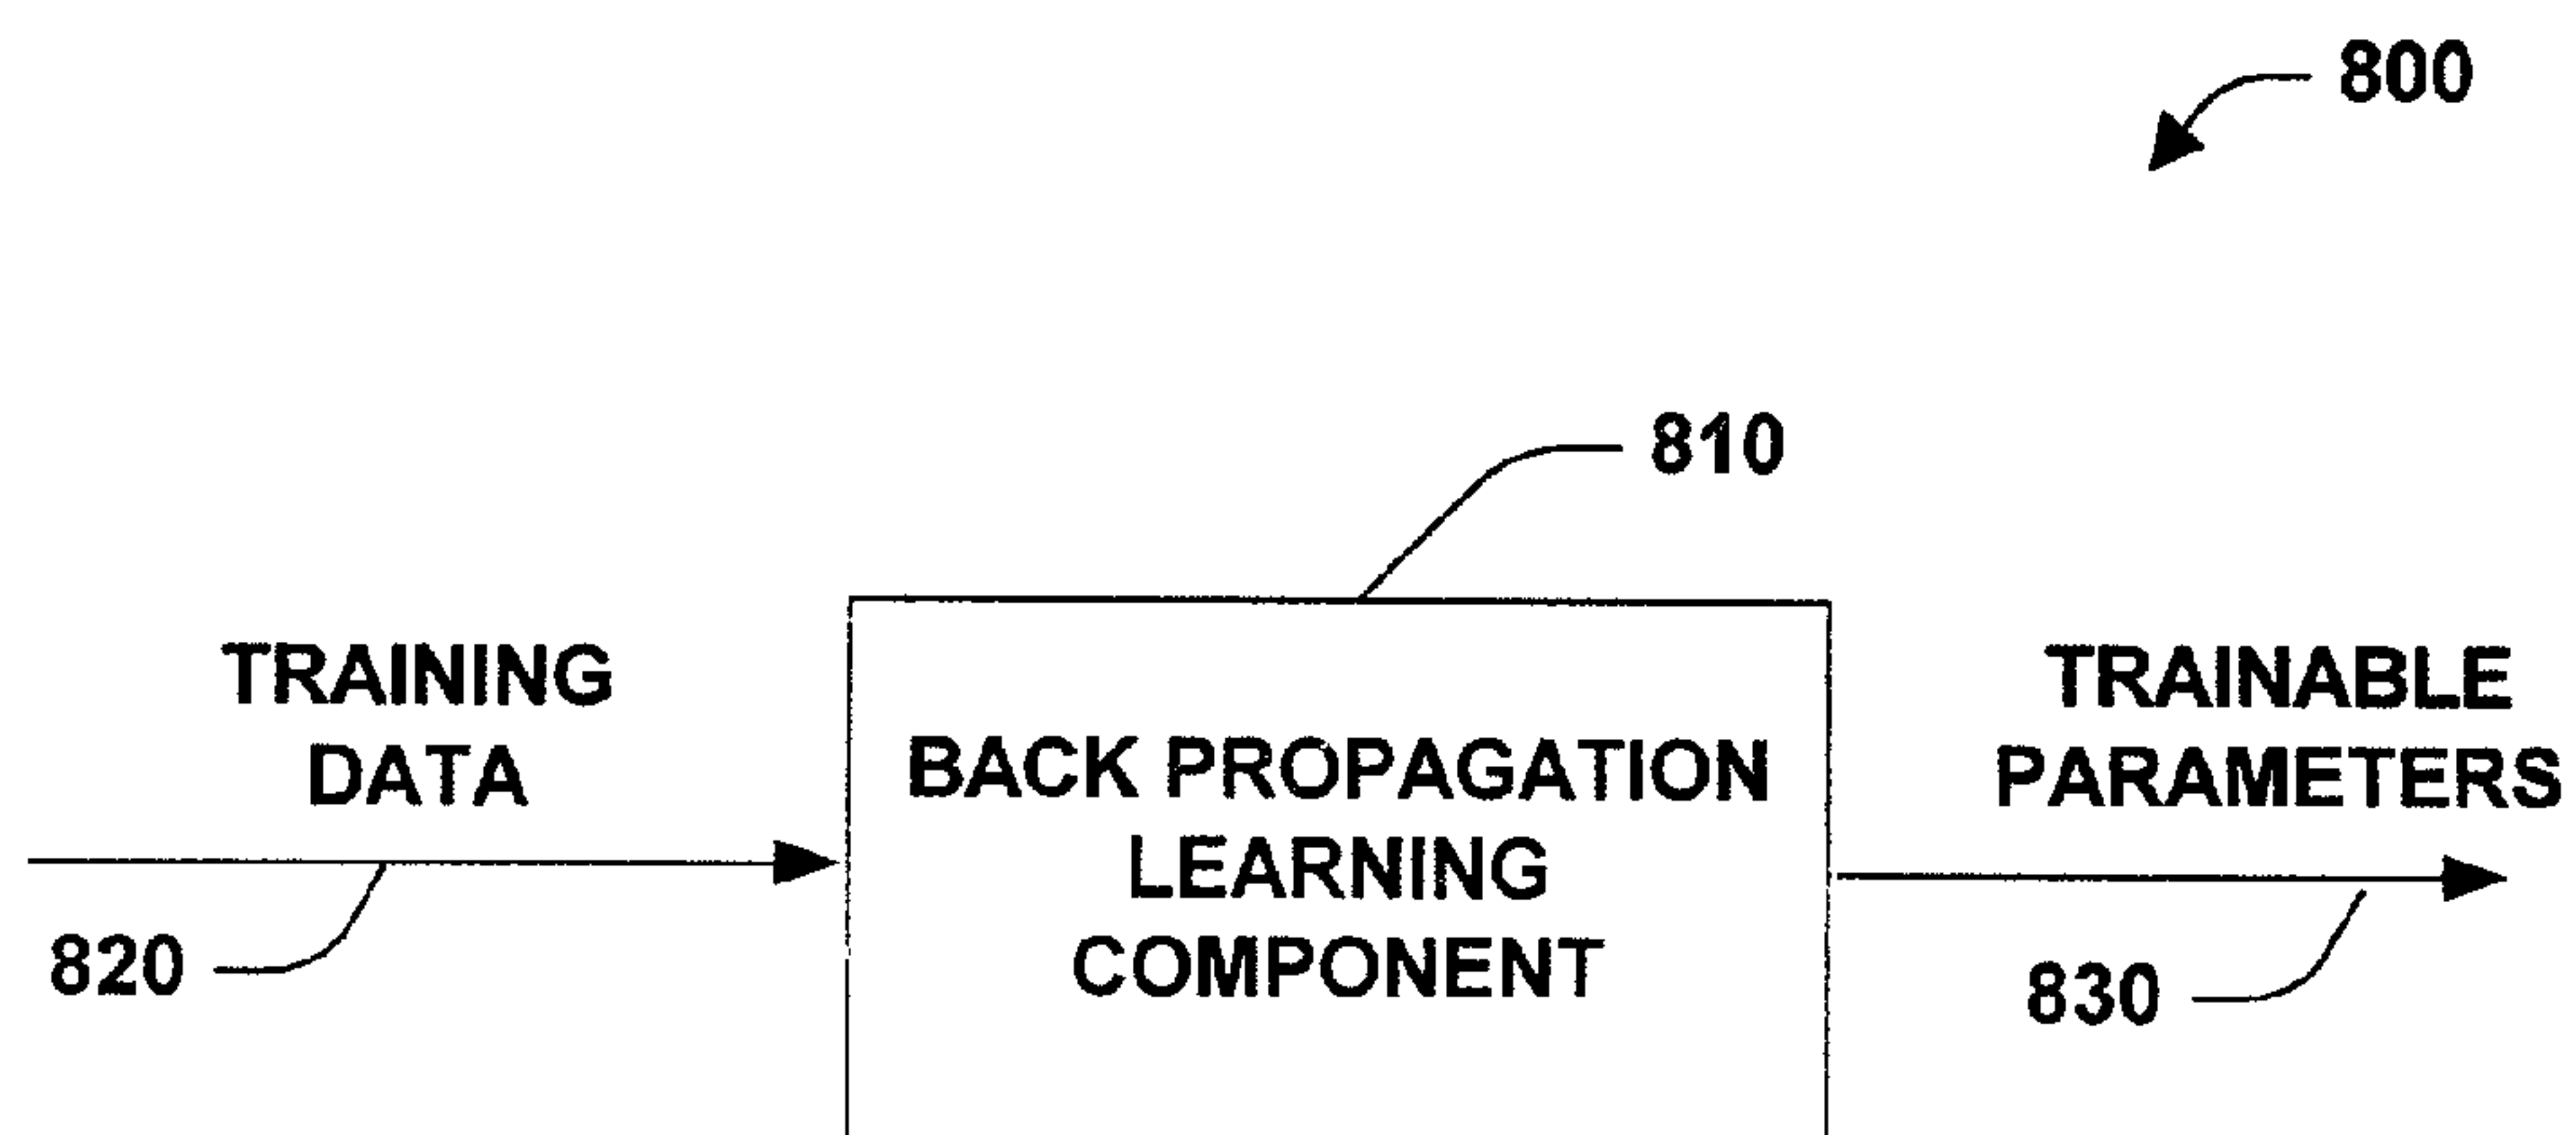 800
810
TRAINING
DATA
BACK PROPAGATION
LEARNING
COMPONENT
TRAINABLE
PARAMETERS
820
830